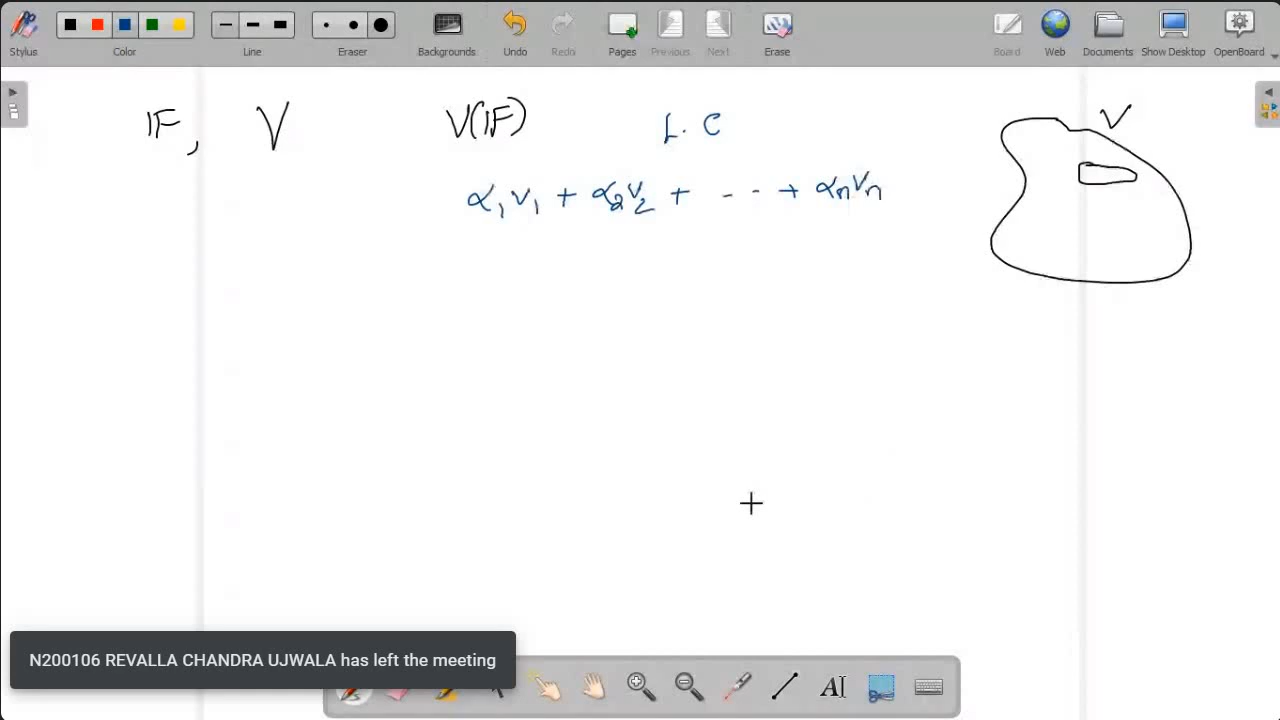 Stylus Color Line Eraser Backgrounds Undo Redo Pages Previous Next Erase Board Web Documents Show Desktop OpenBoard
IF, V V(IF) L.C V
α₁v₁ + α₂v₂ + - - + αₙvₙ
N200106 REVALLA CHANDRA UJWALA has left the meeting
AI